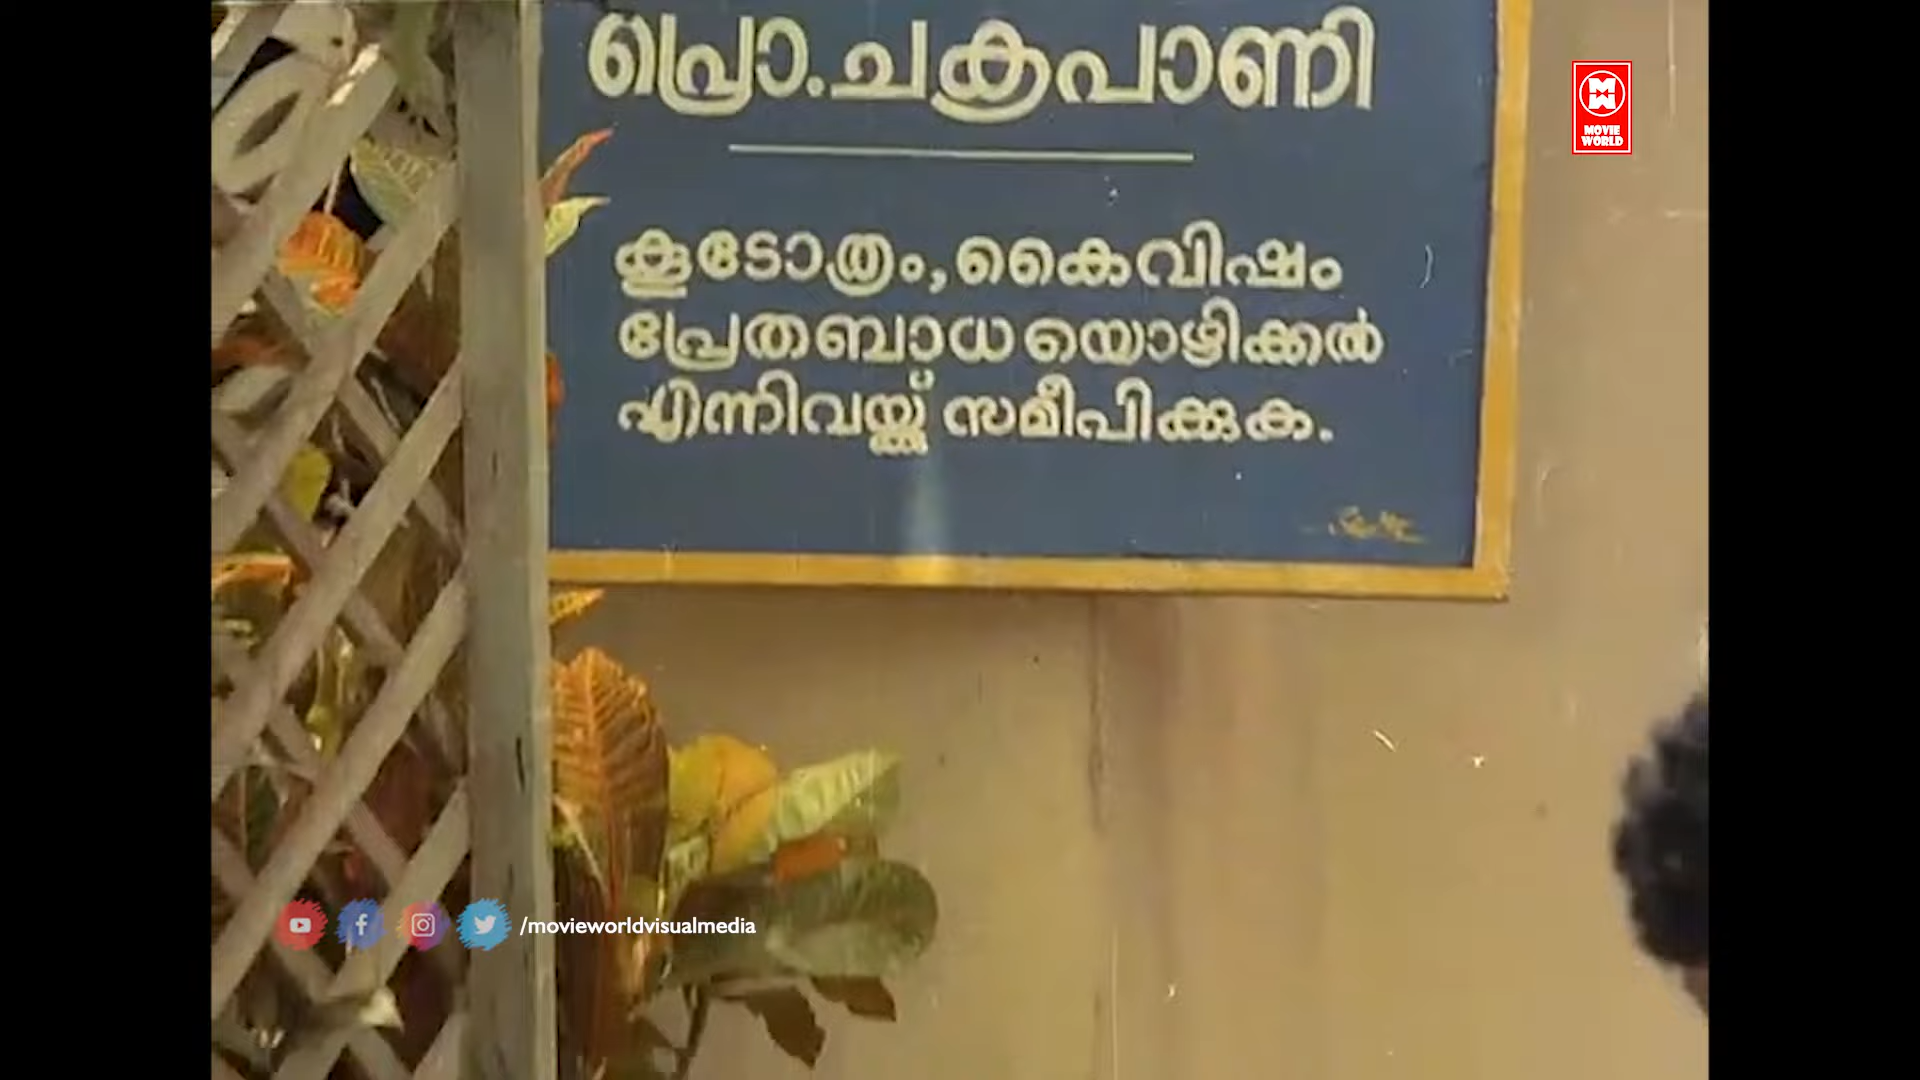 പ്രൊ. ചക്രപാണി
MOVIE
WORLD
കൂടോത്രം, കൈവിഷം
പ്രേതബാധയൊഴിക്കൽ
എന്നിവയ്ക്ക് സമീപിക്കുക.
/movieworldvisualmedia